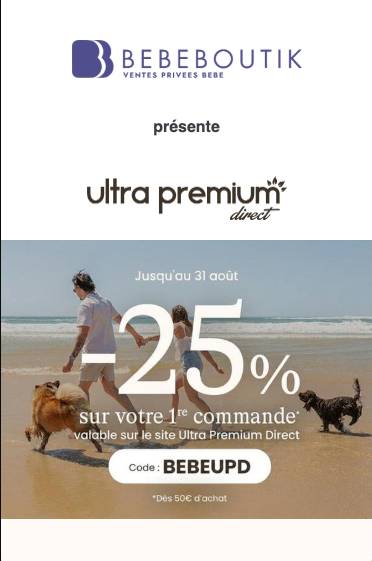 BEBEBOUTIK
VENTES PRIVEES BEBE
présente
ultra premium
direct
Jusqu'au 31 août
-25%
sur votre 1re commande*
valable sur le site Ultra Premium Direct
Code : BEBEUPD
*Dès 50€ d'achat